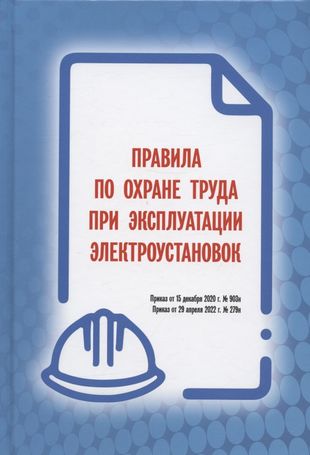 ПРАВИЛА
ПО ОХРАНЕ ТРУДА
ПРИ ЭКСПЛУАТАЦИИ
ЭЛЕКТРОУСТАНОВОК
Приказ от 15 декабря 2020 г. № 903н
Приказ от 29 апреля 2022 г. № 279н